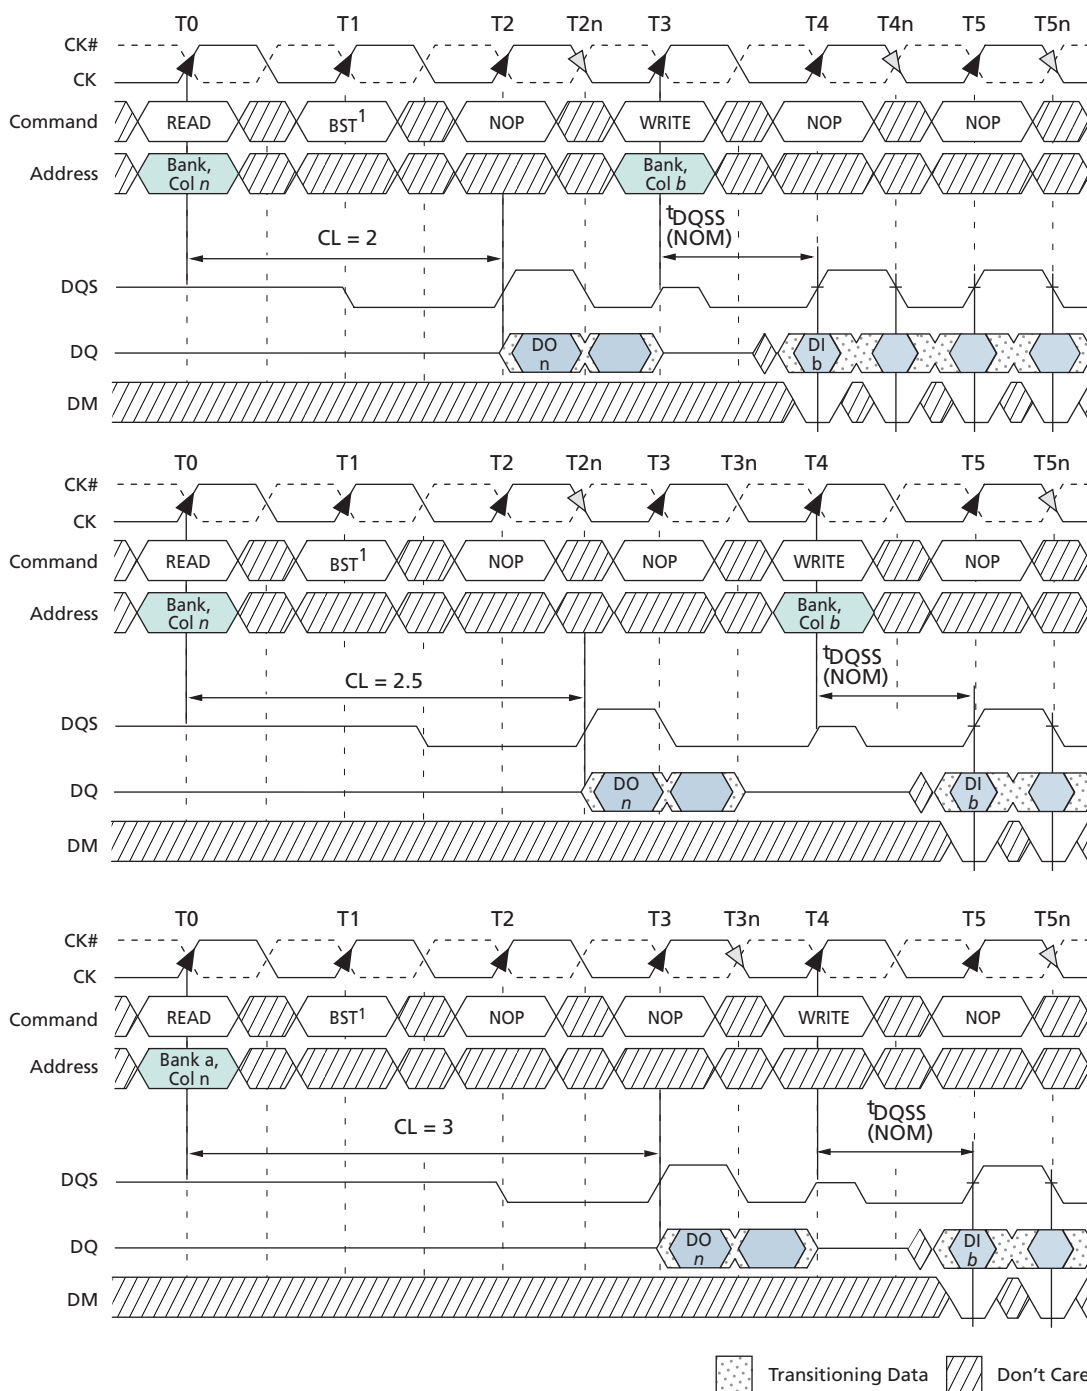 T0 T1 T2 T2n T3 T4 T4n T5 T5n
CK#
CK
Command READ BST1 NOP WRITE NOP NOP
Address Bank, Col n Bank, Col b
CL = 2
tDQSS (NOM)
DQS
DQ DO n DI b
DM
T0 T1 T2 T2n T3 T3n T4 T5 T5n
CK#
CK
Command READ BST1 NOP NOP WRITE NOP
Address Bank, Col n Bank, Col b
CL = 2.5
tDQSS (NOM)
DQS
DQ DO n DI b
DM
T0 T1 T2 T3 T3n T4 T5 T5n
CK#
CK
Command READ BST1 NOP NOP WRITE NOP
Address Bank a, Col n
CL = 3
tDQSS (NOM)
DQS
DQ DO n DI b
DM
Transitioning Data Don't Care